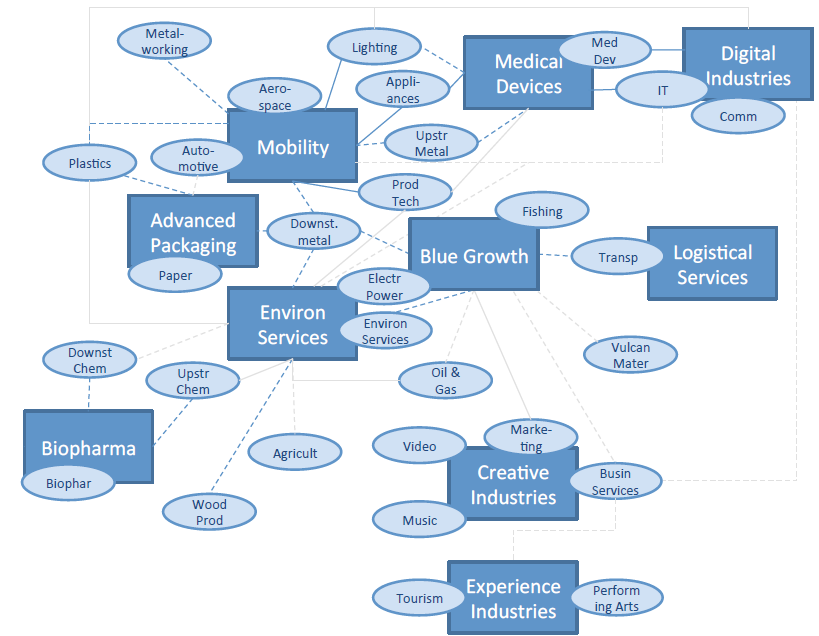 Metal-
working
Lighting
Medical
Devices
Med
Dev
Digital
Industries
IT
Comm
Aero-
space
Appli-
ances
Mobility
Upstr
Metal
Plastics
Auto-
motive
Prod
Tech
Advanced
Packaging
Paper
Downst.
metal
Fishing
Blue Growth
Transp
Logistical
Services
Electr
Power
Environ
Services
Environ
Services
Downst
Chem
Upstr
Chem
Oil &
Gas
Vulcan
Mater
Biopharma
Biophar
Agricult
Wood
Prod
Video
Marke-
ting
Creative
Industries
Busin
Services
Music
Experience
Industries
Tourism
Perform
ing Arts